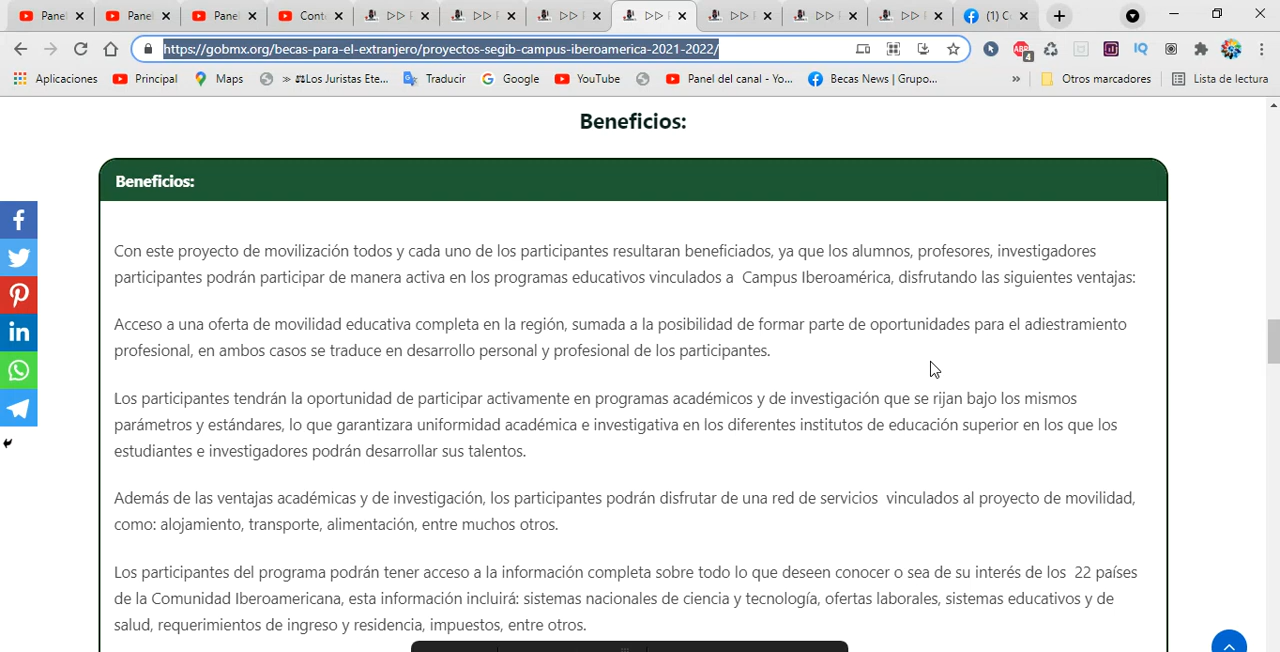 Panel
Panel
Panel
Cont
▷▷ F
▷▷ F
▷▷ F
▷▷ F
▷▷ F
▷▷ F
▷▷ F
(1) C
https://gobmx.org/becas-para-el-extranjero/proyectos-segib-campus-iberoamerica-2021-2022/
ABP
4
IQ
Aplicaciones
Principal
Maps
» ⚖Los Juristas Ete...
Traducir
Google
YouTube
Panel del canal - Yo...
Becas News | Grupo...
»
Otros marcadores
Lista de lectura
Beneficios:
Beneficios:
Con este proyecto de movilización todos y cada uno de los participantes resultaran beneficiados, ya que los alumnos, profesores, investigadores
participantes podrán participar de manera activa en los programas educativos vinculados a Campus Iberoamérica, disfrutando las siguientes ventajas:
Acceso a una oferta de movilidad educativa completa en la región, sumada a la posibilidad de formar parte de oportunidades para el adiestramiento
profesional, en ambos casos se traduce en desarrollo personal y profesional de los participantes.
Los participantes tendrán la oportunidad de participar activamente en programas académicos y de investigación que se rijan bajo los mismos
parámetros y estándares, lo que garantizara uniformidad académica e investigativa en los diferentes institutos de educación superior en los que los
estudiantes e investigadores podrán desarrollar sus talentos.
Además de las ventajas académicas y de investigación, los participantes podrán disfrutar de una red de servicios vinculados al proyecto de movilidad,
como: alojamiento, transporte, alimentación, entre muchos otros.
Los participantes del programa podrán tener acceso a la información completa sobre todo lo que deseen conocer o sea de su interés de los 22 países
de la Comunidad Iberoamericana, esta información incluirá: sistemas nacionales de ciencia y tecnología, ofertas laborales, sistemas educativos y de
salud, requerimientos de ingreso y residencia, impuestos, entre otros.